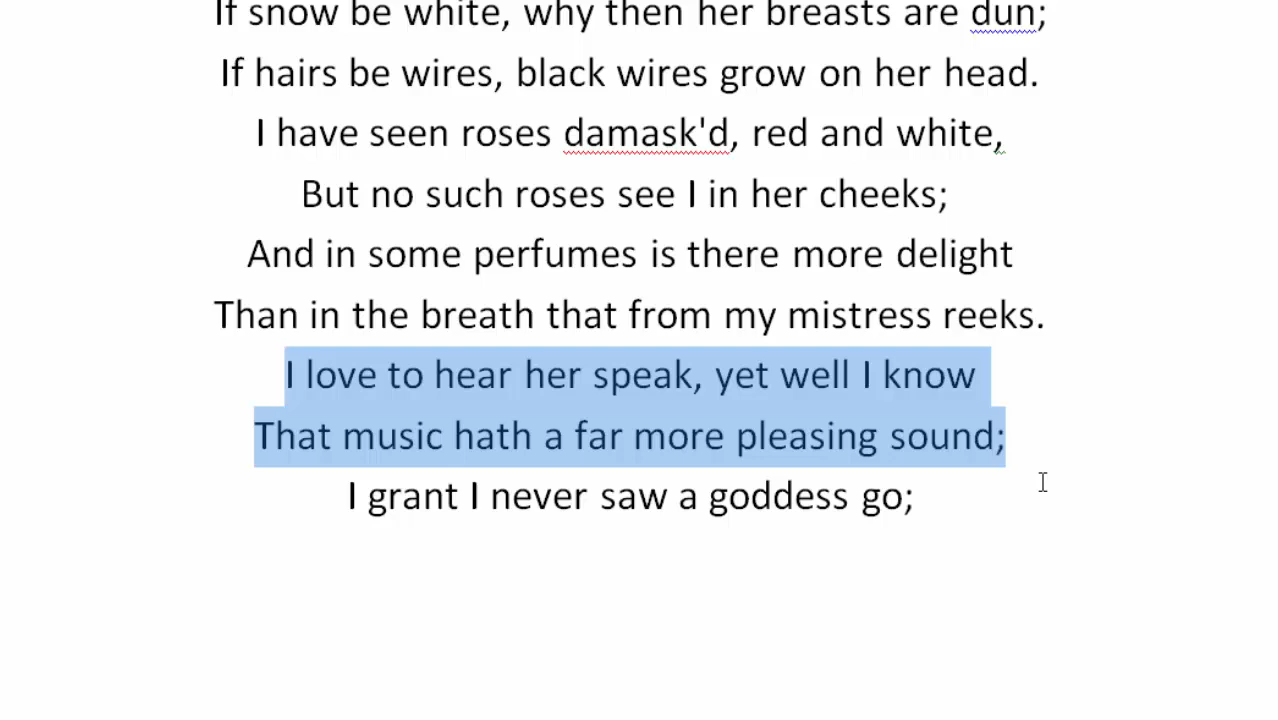 If snow be white, why then her breasts are dun;
If hairs be wires, black wires grow on her head.
I have seen roses damask'd, red and white,
But no such roses see I in her cheeks;
And in some perfumes is there more delight
Than in the breath that from my mistress reeks.
I love to hear her speak, yet well I know
That music hath a far more pleasing sound;
I grant I never saw a goddess go;